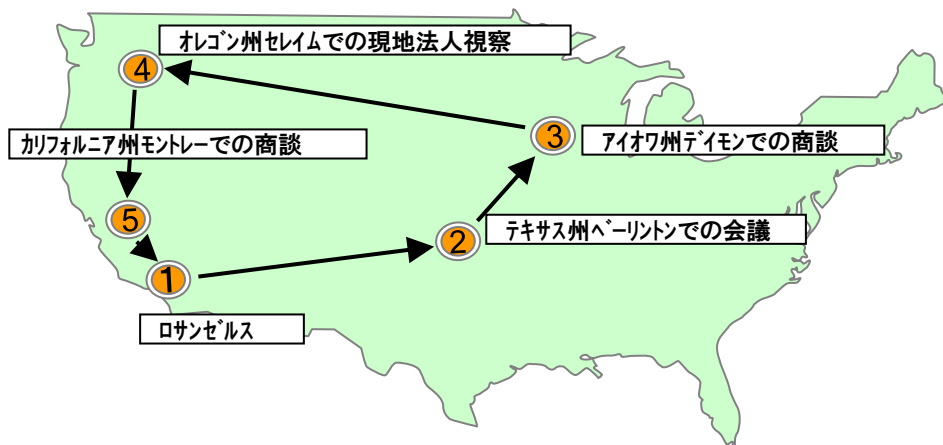 ｵﾚｺﾞﾝ州ｾﾚｲﾑでの現地法人視察
4
3
ｶﾘﾌｫﾙﾆｱ州ﾓﾝﾄﾚｰでの商談
ｱｲｵﾜ州ﾃﾞｲﾓﾝでの商談
5
2
ﾃｷｻｽ州ﾍﾞｰﾘﾝﾄﾝでの会議
1
ﾛｻﾝｾﾞﾙｽ